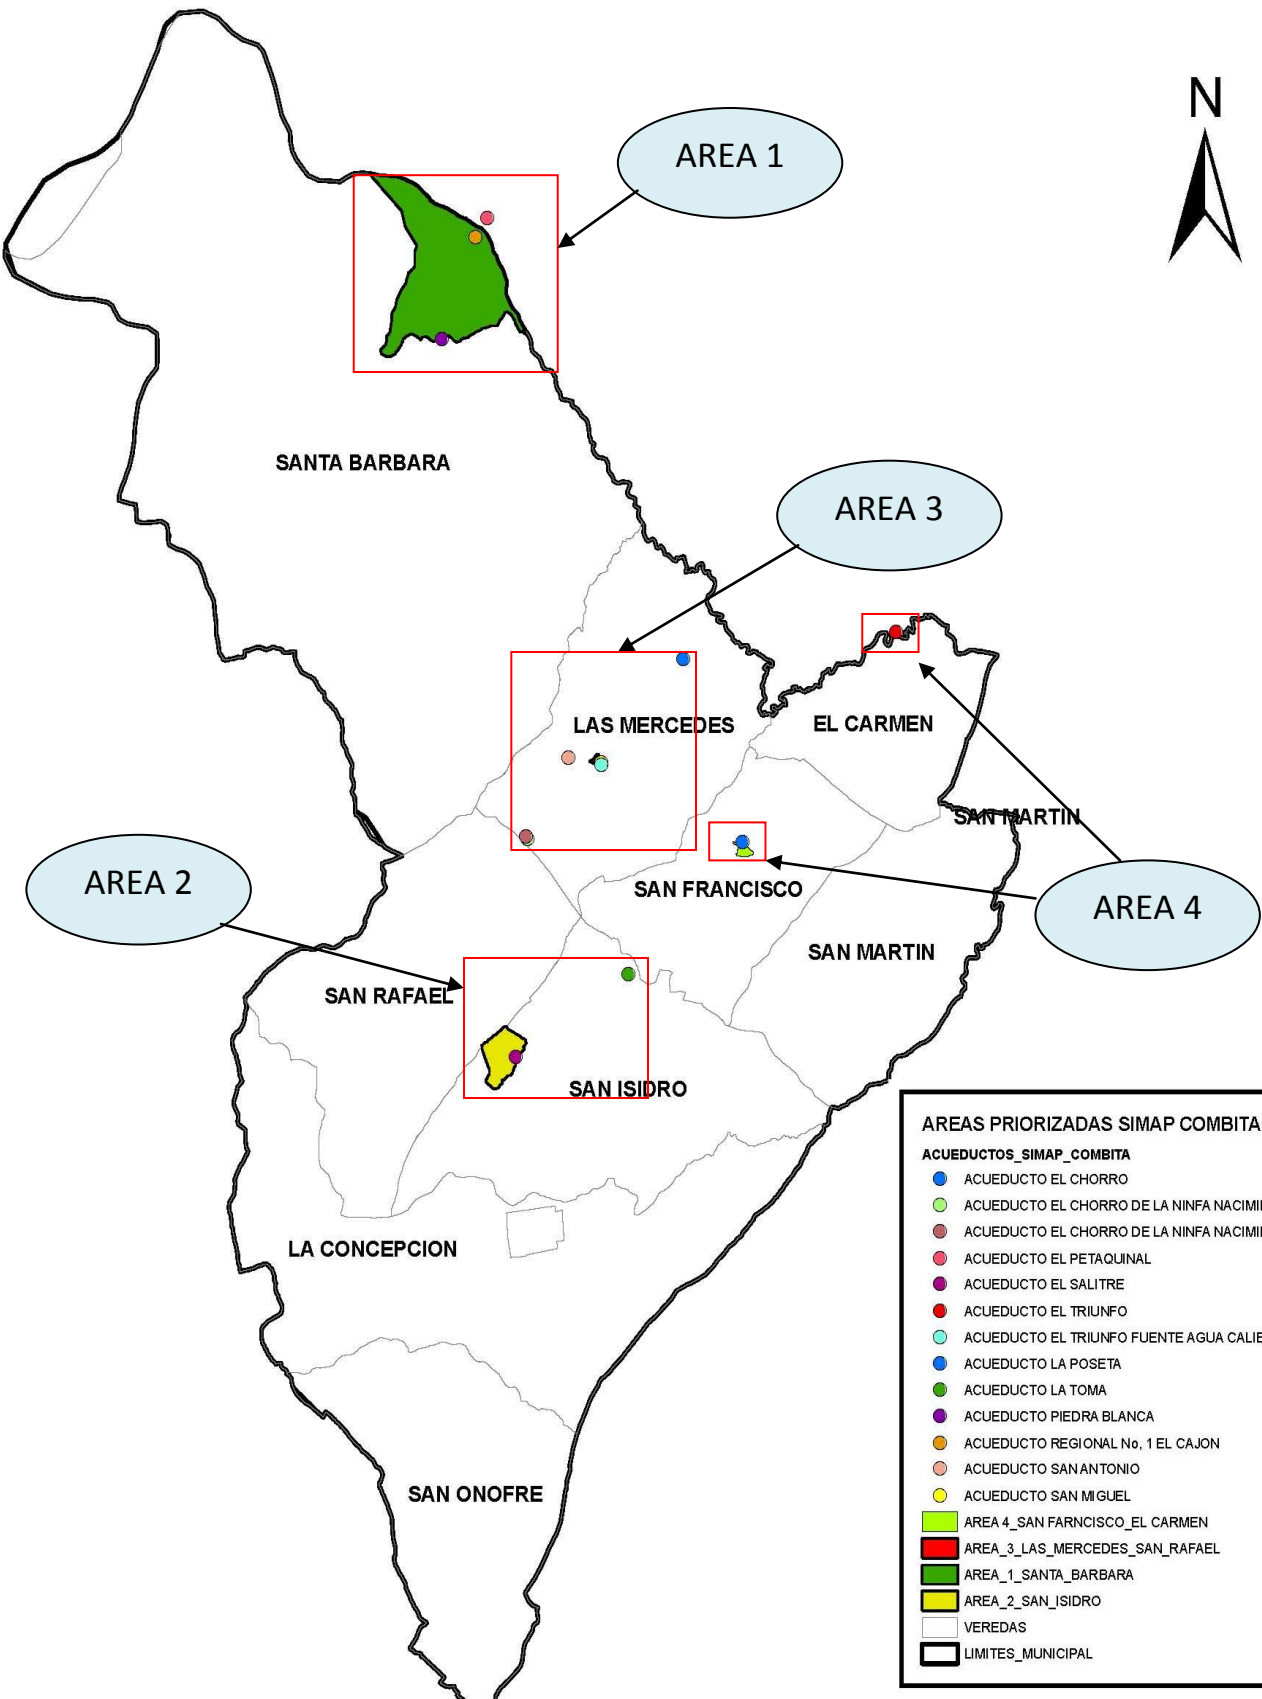 N
AREA 1
SANTA BARBARA
AREA 3
LAS MERCEDES
EL CARMEN
SAN MARTIN
AREA 2
SAN FRANCISCO
AREA 4
SAN MARTIN
SAN RAFAEL
SAN ISIDRO
LA CONCEPCION
SAN ONOFRE
AREAS PRIORIZADAS SIMAP COMBITA
ACUEDUCTOS_SIMAP_COMBITA
ACUEDUCTO EL CHORRO
ACUEDUCTO EL CHORRO DE LA NINFA NACIMI
ACUEDUCTO EL CHORRO DE LA NINFA NACIMI
ACUEDUCTO EL PETAQUINAL
ACUEDUCTO EL SALITRE
ACUEDUCTO EL TRIUNFO
ACUEDUCTO EL TRIUNFO FUENTE AGUA CALIE
ACUEDUCTO LA POSETA
ACUEDUCTO LA TOMA
ACUEDUCTO PIEDRA BLANCA
ACUEDUCTO REGIONAL No, 1 EL CAJON
ACUEDUCTO SAN ANTONIO
ACUEDUCTO SAN MIGUEL
AREA 4_SAN FARNCISCO_EL CARMEN
AREA_3_LAS_MERCEDES_SAN_RAFAEL
AREA_1_SANTA_BARBARA
AREA_2_SAN_ISIDRO
VEREDAS
LIMITES_MUNICIPAL